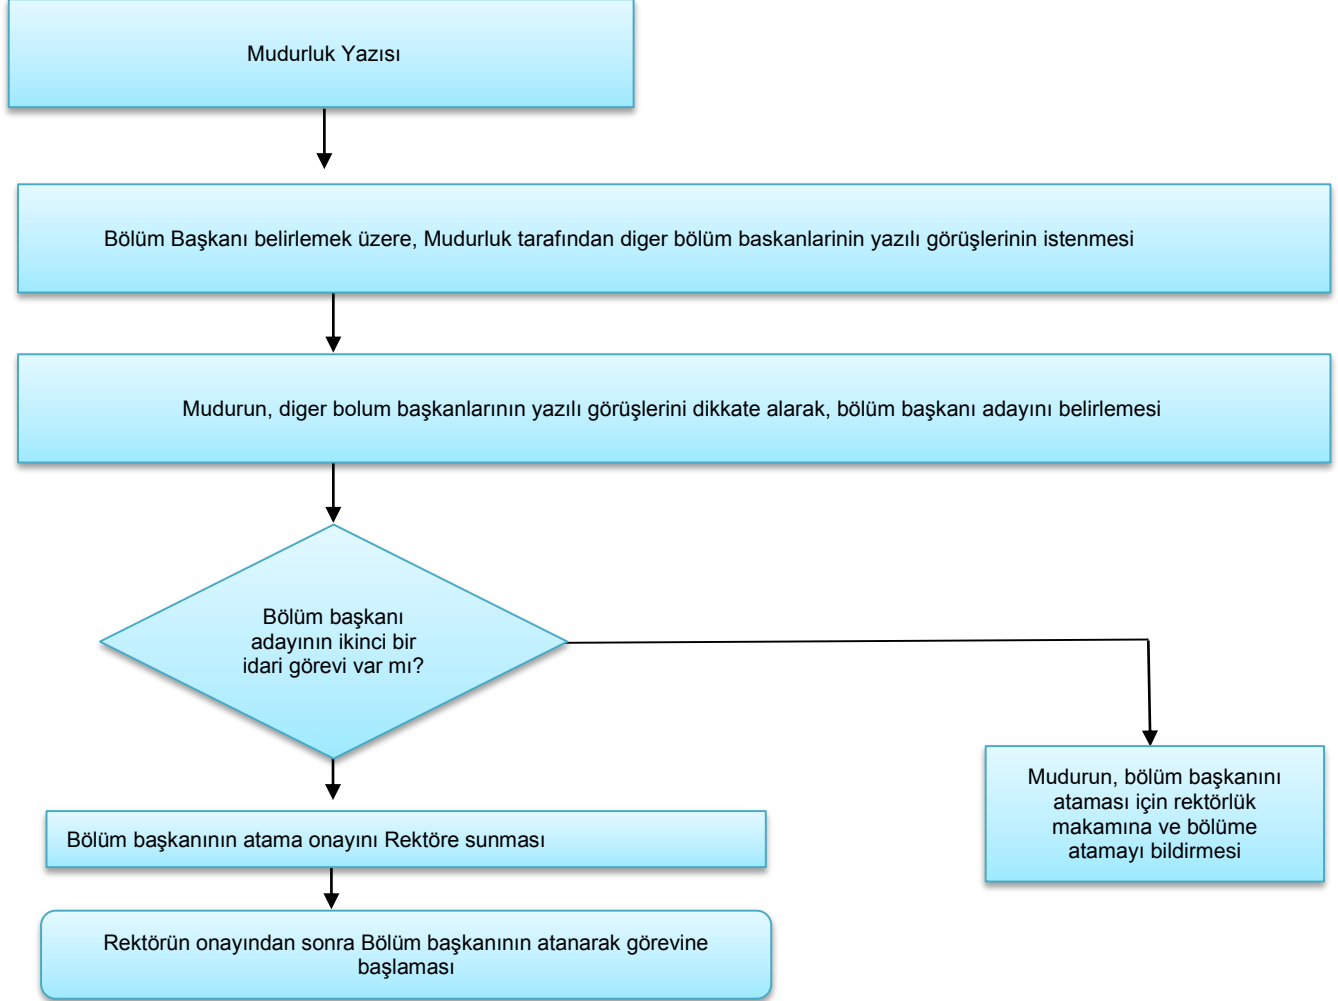 Mudurluk Yazısı
Bölüm Başkanı belirlemek üzere, Mudurluk tarafından diger bölüm baskanlarinin yazılı görüşlerinin istenmesi
Mudurun, diger bolum başkanlarının yazılı görüşlerini dikkate alarak, bölüm başkanı adayını belirlemesi
Bölüm başkanı
adayının ikinci bir
idari görevi var mı?
Mudurun, bölüm başkanını
ataması için rektörlük
makamına ve bölüme
atamayı bildirmesi
Bölüm başkanının atama onayını Rektöre sunması
Rektörün onayından sonra Bölüm başkanının atanarak görevine
başlaması